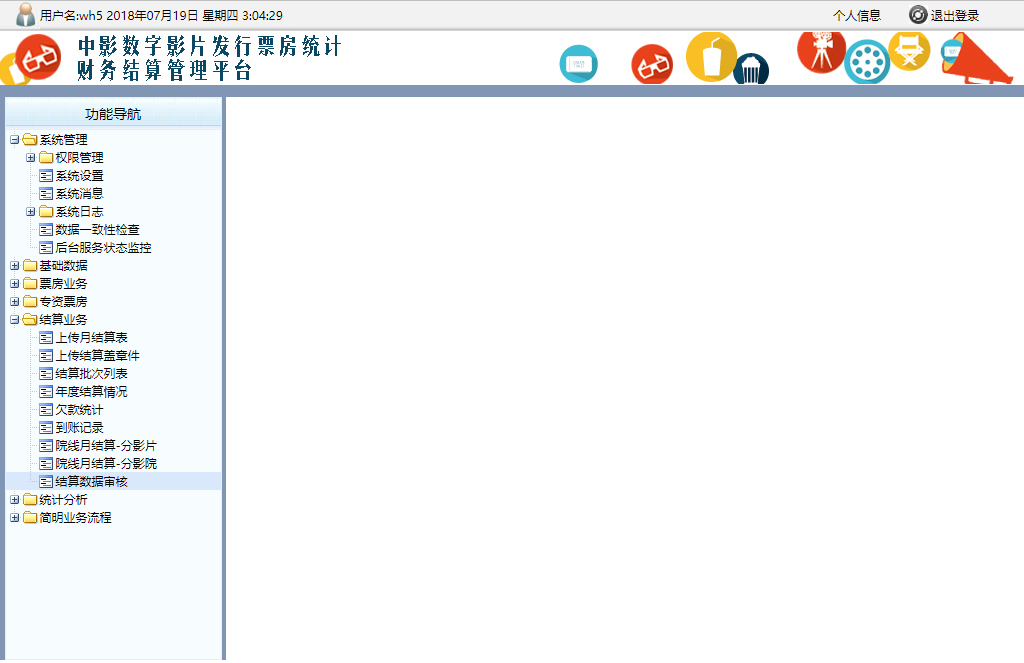 用户名:wh5 2018年07月19日 星期四 3:04:29
个人信息
退出登录
中影数字影片发行票房统计
财务结算管理平台
功能导航
系统管理
权限管理
系统设置
系统消息
系统日志
数据一致性检查
后台服务状态监控
基础数据
票房业务
专资票房
结算业务
上传月结算表
上传结算盖章件
结算批次列表
年度结算情况
欠款统计
到账记录
院线月结算-分影片
院线月结算-分影院
结算数据审核
统计分析
简明业务流程